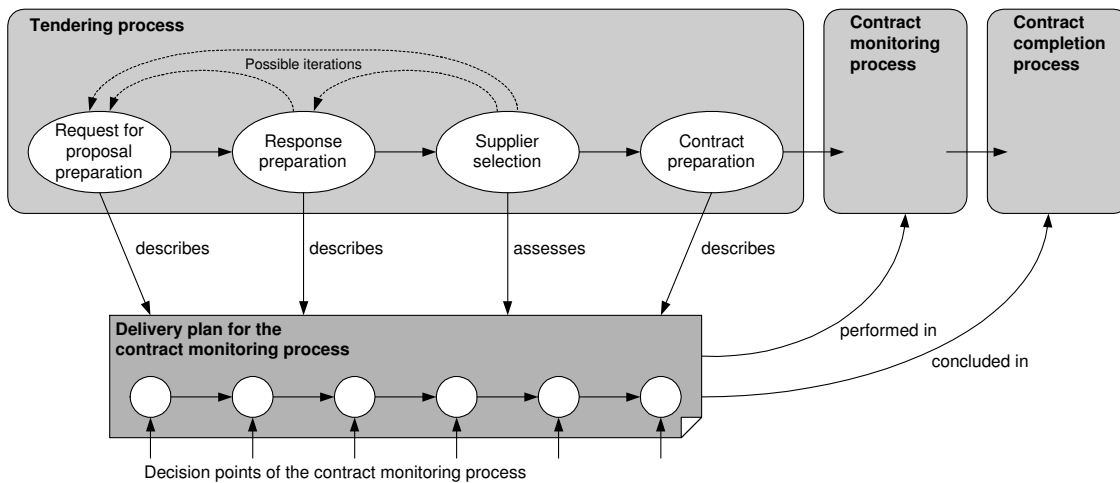 Tendering process
Contract
monitoring
process
Contract
completion
process
Possible iterations
Request for
proposal
preparation
Response
preparation
Supplier
selection
Contract
preparation
describes
describes
assesses
describes
Delivery plan for the
contract monitoring process
performed in
concluded in
Decision points of the contract monitoring process